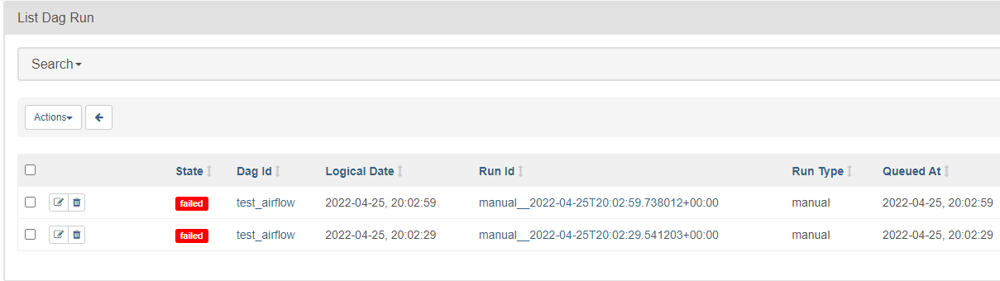 List Dag Run
Search
Actions
State Dag Id Logical Date Run Id Run Type Queued At
failed test_airflow 2022-04-25, 20:02:59 manual__2022-04-25T20:02:59.738012+00:00 manual 2022-04-25, 20:02:59
failed test_airflow 2022-04-25, 20:02:29 manual__2022-04-25T20:02:29.541203+00:00 manual 2022-04-25, 20:02:29